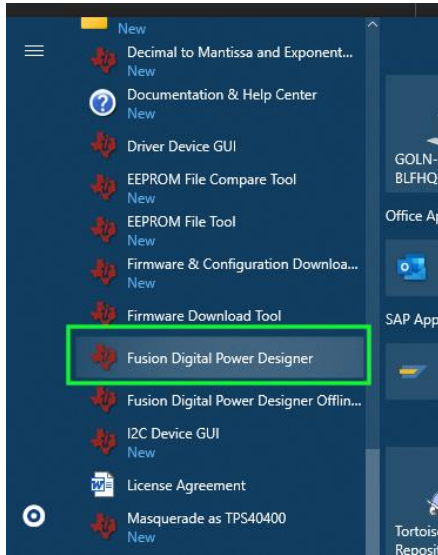 New
Decimal to Mantissa and Exponent...
New
Documentation & Help Center
New
Driver Device GUI
EEPROM File Compare Tool
New
EEPROM File Tool
New
Firmware & Configuration Downloa...
New
Firmware Download Tool
Fusion Digital Power Designer
Fusion Digital Power Designer Offlin...
I2C Device GUI
New
License Agreement
Masquerade as TPS40400
New
GOLN-
BLFHQ
Office Ap
SAP App
Tortois
Reposit